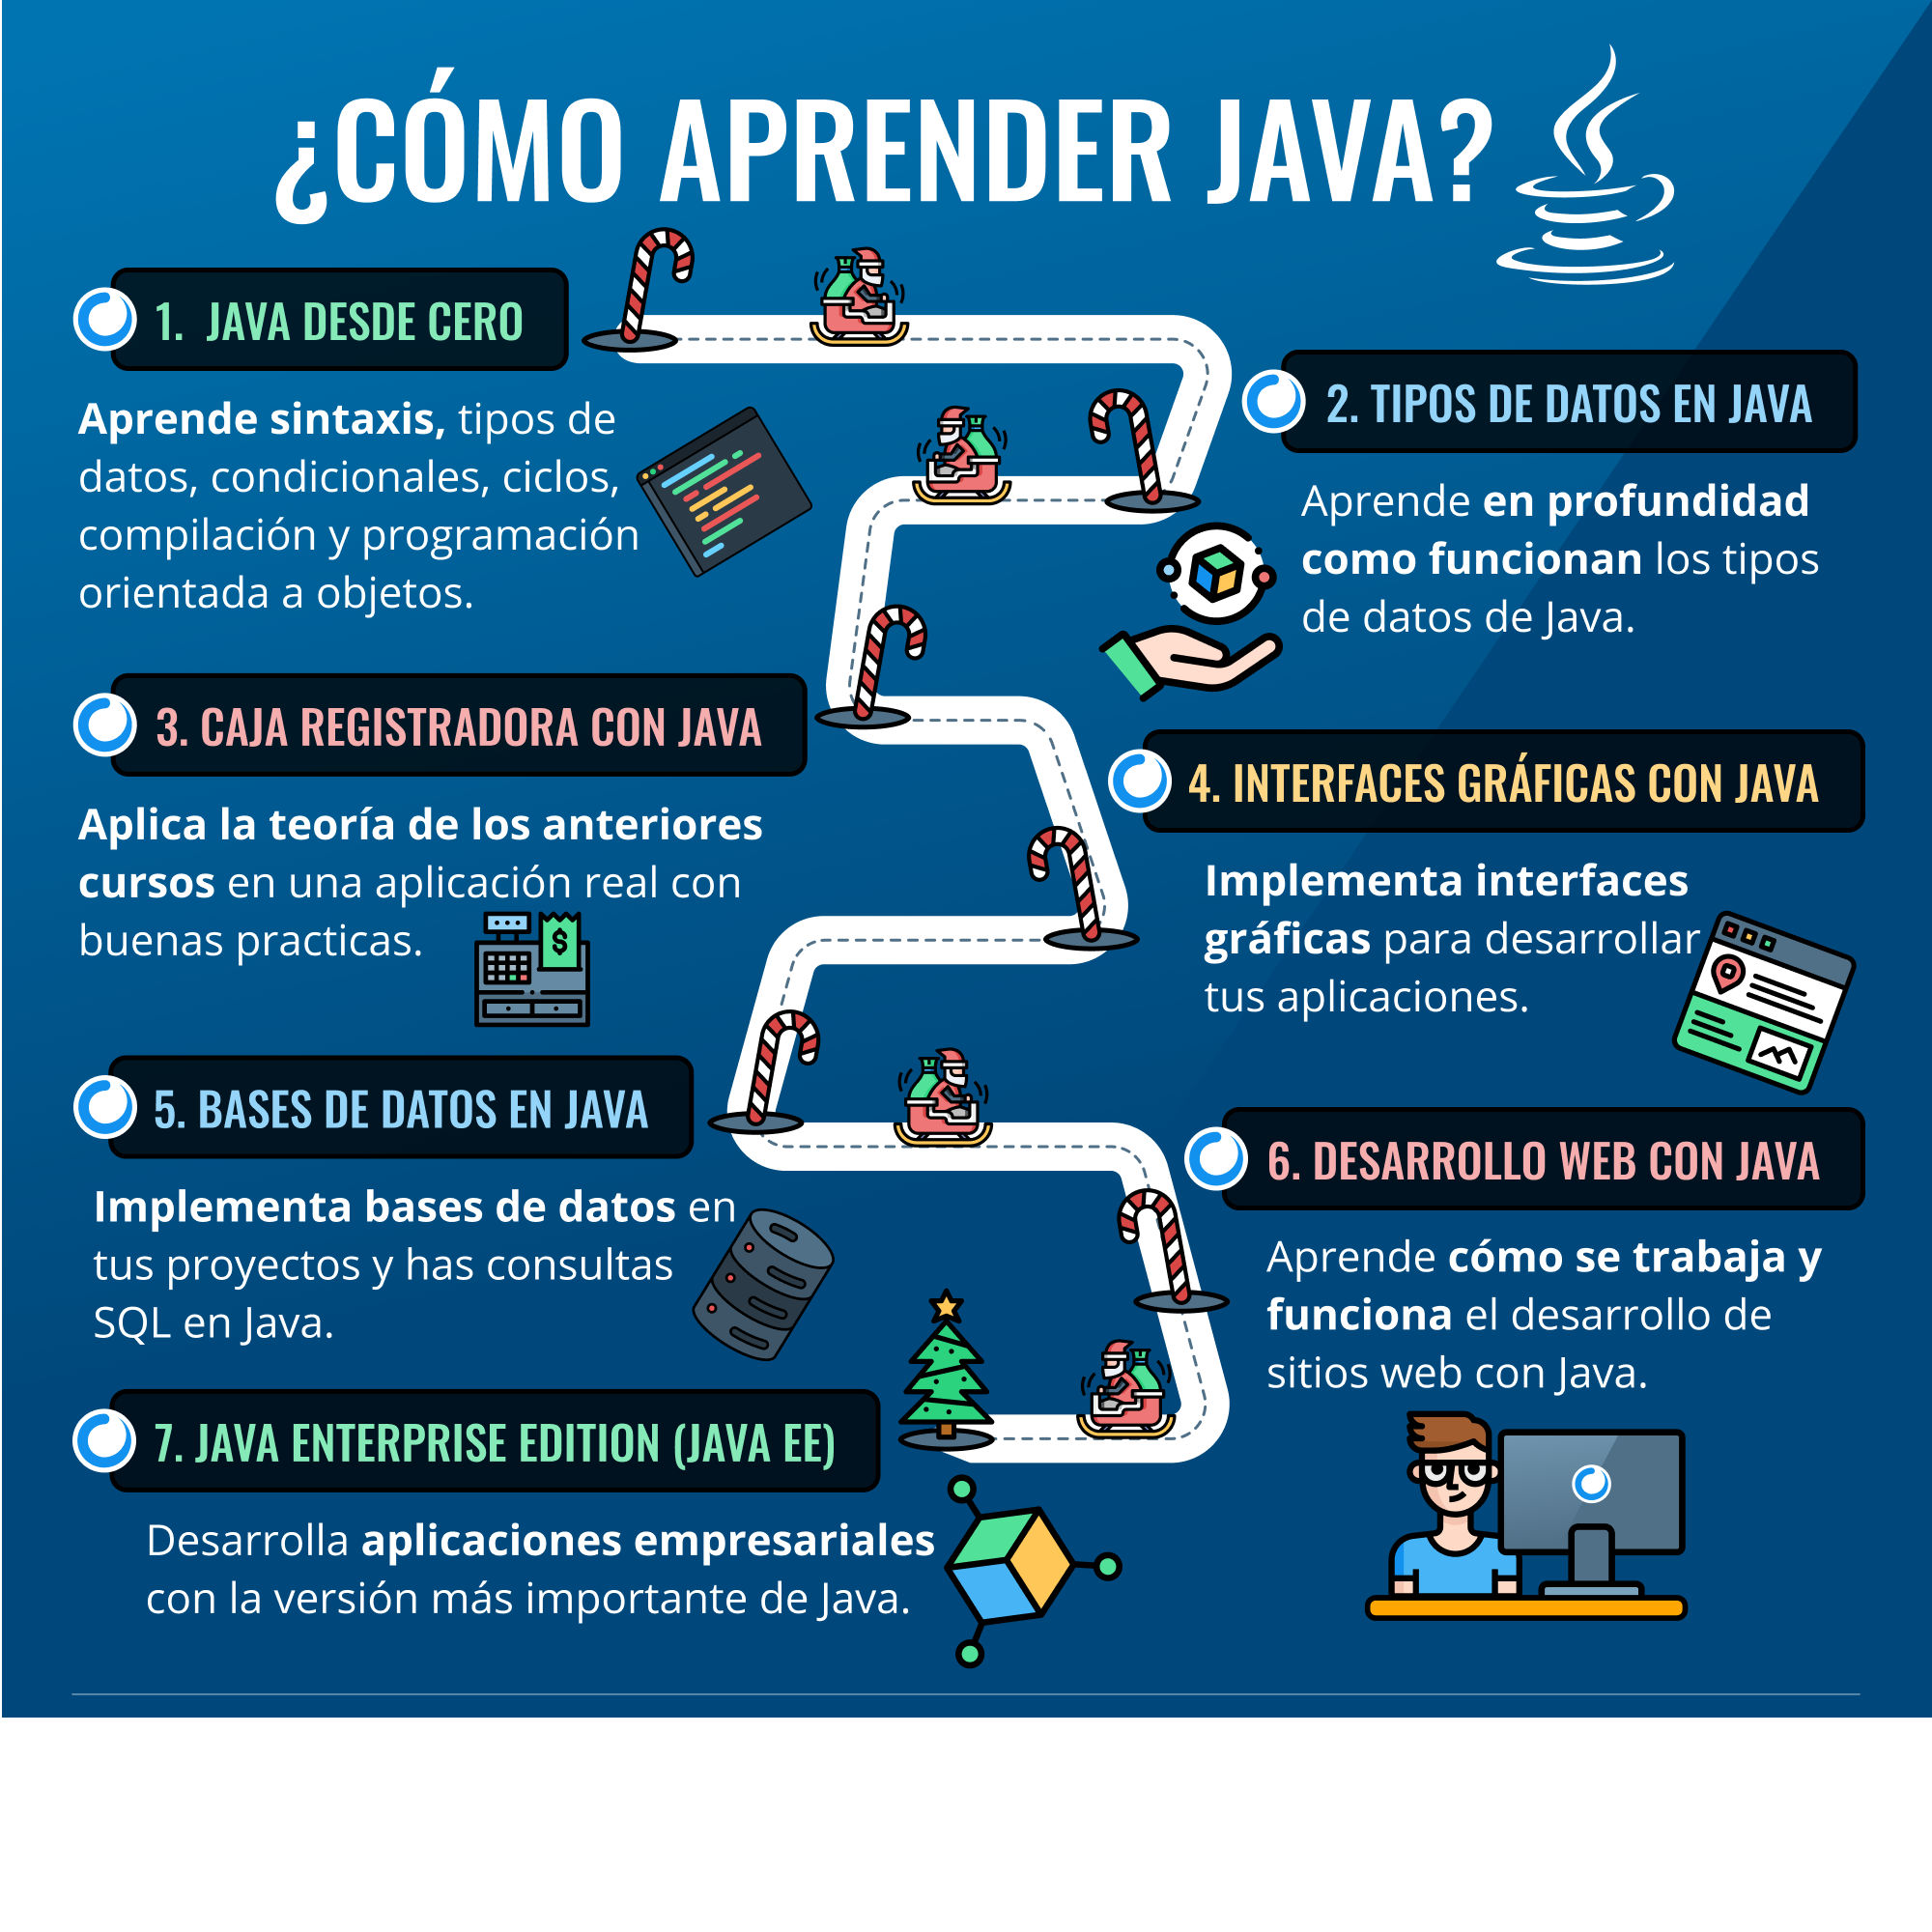 ¿CÓMO APRENDER JAVA?
1. JAVA DESDE CERO
Aprende sintaxis, tipos de
datos, condicionales, ciclos,
compilación y programación
orientada a objetos.
2. TIPOS DE DATOS EN JAVA
Aprende en profundidad
como funcionan los tipos
de datos de Java.
3. CAJA REGISTRADORA CON JAVA
Aplica la teoría de los anteriores
cursos en una aplicación real con
buenas practicas.
$
4. INTERFACES GRÁFICAS CON JAVA
Implementa interfaces
gráficas para desarrollar
tus aplicaciones.
5. BASES DE DATOS EN JAVA
Implementa bases de datos en
tus proyectos y has consultas
SQL en Java.
6. DESARROLLO WEB CON JAVA
Aprende cómo se trabaja y
funciona el desarrollo de
sitios web con Java.
7. JAVA ENTERPRISE EDITION (JAVA EE)
Desarrolla aplicaciones empresariales
con la versión más importante de Java.